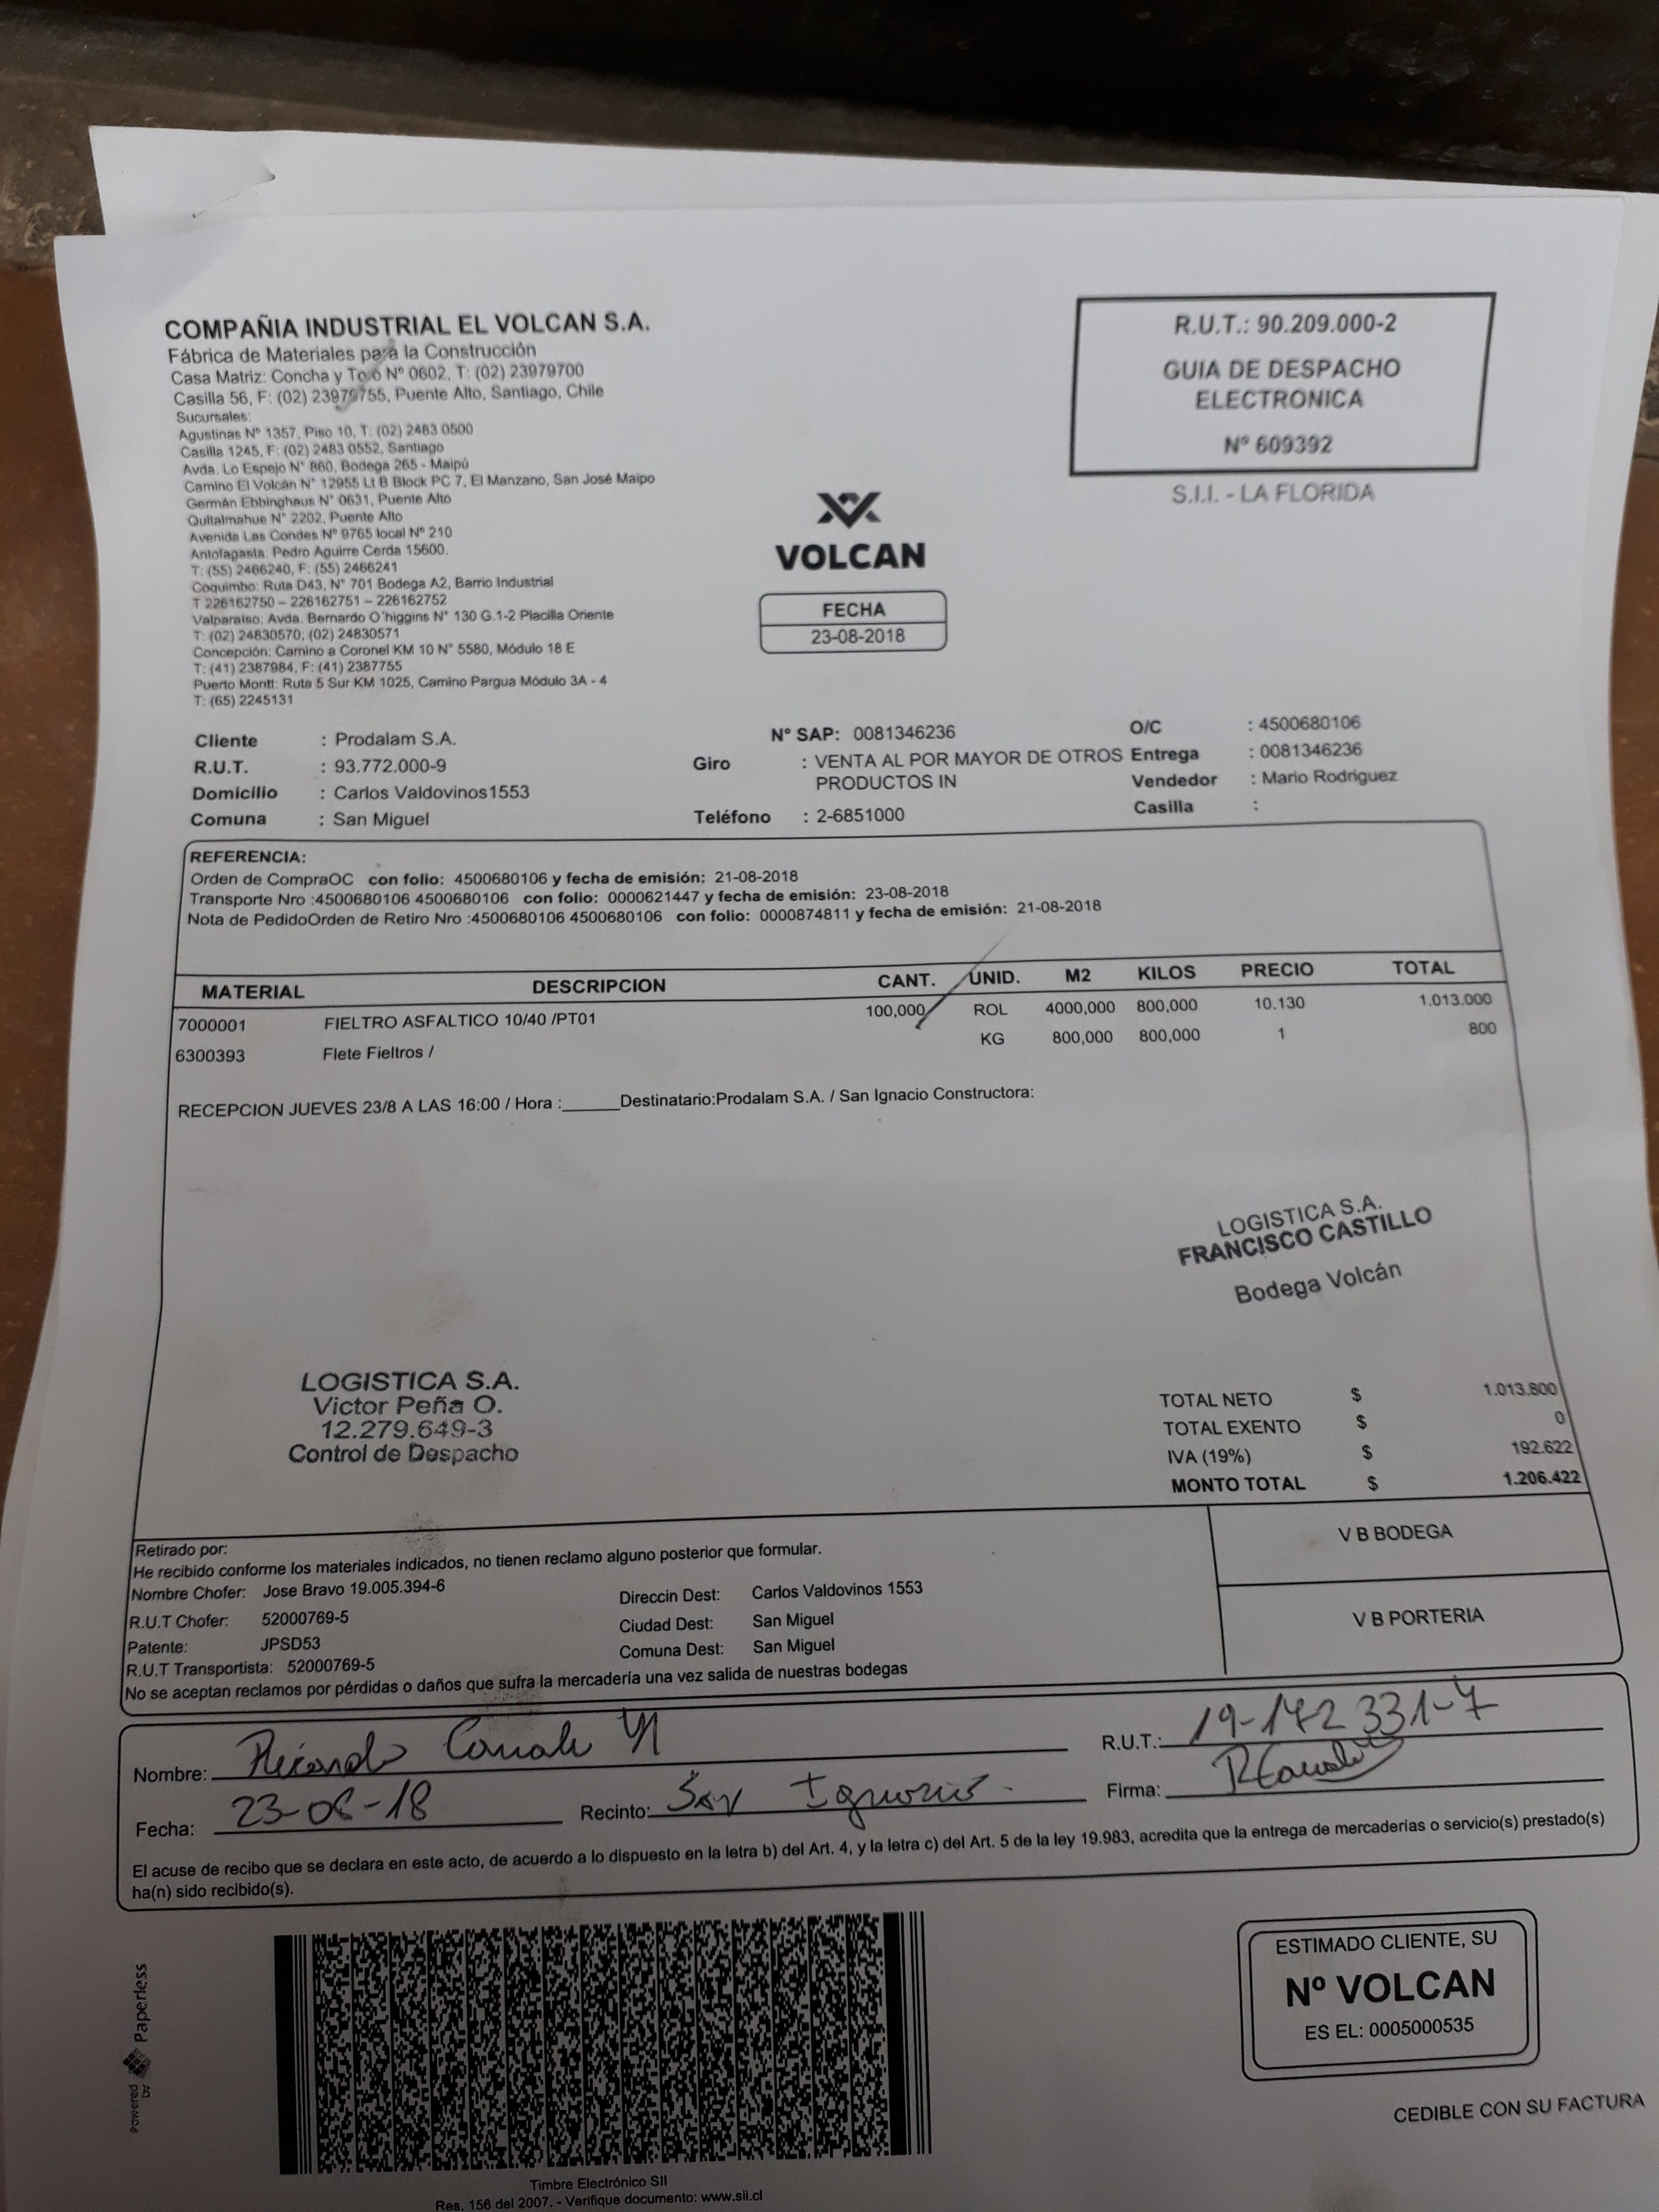 COMPAÑIA INDUSTRIAL EL VOLCAN S.A.
Fábrica de Materiales para la Construcción
Casa Matriz: Concha y Toro Nº 0602, T: (02) 23979700
Casilla 56, F: (02) 23979755, Puente Alto, Santiago, Chile
Sucursales:
Agustinas Nº 1357, Piso 10, T: (02) 2483 0500
Casilla 1245, F: (02) 2483 0552, Santiago
Avda. Lo Espejo N° 860, Bodega 265 - Maipú
Camino El Volcán N° 12955 Lt B Block PC 7, El Manzano, San José Maipo
Germán Ebbinghaus N° 0631, Puente Alto
Quitalmahue N° 2202, Puente Alto
Avenida Las Condes Nº 9765 local Nº 210
Antofagasta: Pedro Aguirre Cerda 15600.
T: (55) 2466240, F: (55) 2466241
Coquimbo: Ruta D43, N° 701 Bodega A2, Barrio Industrial
T 226162750 – 226162751 – 226162752
Valparaíso: Avda. Bernardo O´higgins N° 130 G.1-2 Placilla Oriente
T: (02) 24830570; (02) 24830571
Concepción: Camino a Coronel KM 10 N° 5580, Módulo 18 E
T: (41) 2387984, F: (41) 2387755
Puerto Montt: Ruta 5 Sur KM 1025, Camino Pargua Módulo 3A - 4
T: (65) 2245131
R.U.T.: 90.209.000-2
GUIA DE DESPACHO
ELECTRONICA
Nº 609392
S.I.I. - LA FLORIDA
VOLCAN
FECHA
23-08-2018
Cliente : Prodalam S.A. N° SAP: 0081346236 O/C : 4500680106
R.U.T. : 93.772.000-9 Giro : VENTA AL POR MAYOR DE OTROS PRODUCTOS IN Entrega : 0081346236
Domicilio : Carlos Valdovinos1553 Vendedor : Mario Rodriguez
Comuna : San Miguel Teléfono : 2-6851000 Casilla :
REFERENCIA:
Orden de CompraOC con folio: 4500680106 y fecha de emisión: 21-08-2018
Transporte Nro :4500680106 4500680106 con folio: 0000621447 y fecha de emisión: 23-08-2018
Nota de PedidoOrden de Retiro Nro :4500680106 4500680106 con folio: 0000874811 y fecha de emisión: 21-08-2018
MATERIAL DESCRIPCION CANT. UNID. M2 KILOS PRECIO TOTAL
7000001 FIELTRO ASFALTICO 10/40 /PT01 100,000 ROL 4000,000 800,000 10.130 1.013.000
6300393 Flete Fieltros / KG 800,000 800,000 1 800
RECEPCION JUEVES 23/8 A LAS 16:00 / Hora :______Destinatario:Prodalam S.A. / San Ignacio Constructora:
LOGISTICA S.A.
FRANCISCO CASTILLO
Bodega Volcán
LOGISTICA S.A.
Victor Peña O.
12.279.649-3
Control de Despacho
TOTAL NETO $ 1.013.800
TOTAL EXENTO $ 0
IVA (19%) $ 192.622
MONTO TOTAL $ 1.206.422
Retirado por:
He recibido conforme los materiales indicados, no tienen reclamo alguno posterior que formular.
Nombre Chofer: Jose Bravo 19.005.394-6 Direccin Dest: Carlos Valdovinos 1553
R.U.T Chofer: 52000769-5 Ciudad Dest: San Miguel
Patente: JPSD53 Comuna Dest: San Miguel
R.U.T Transportista: 52000769-5
No se aceptan reclamos por pérdidas o daños que sufra la mercadería una vez salida de nuestras bodegas
V B BODEGA
V B PORTERIA
Nombre: Ricardo R.U.T.: 19-142 331-7
Fecha: 23-08-18 Recinto: San Ignacio. Firma:
El acuse de recibo que se declara en este acto, de acuerdo a lo dispuesto en la letra b) del Art. 4, y la letra c) del Art. 5 de la ley 19.983, acredita que la entrega de mercaderías o servicio(s) prestado(s)
ha(n) sido recibido(s).
Powered by Paperless
ESTIMADO CLIENTE, SU
Nº VOLCAN
ES EL: 0005000535
CEDIBLE CON SU FACTURA
Timbre Electrónico SII
Res. 156 del 2007. - Verifique documento: www.sii.cl